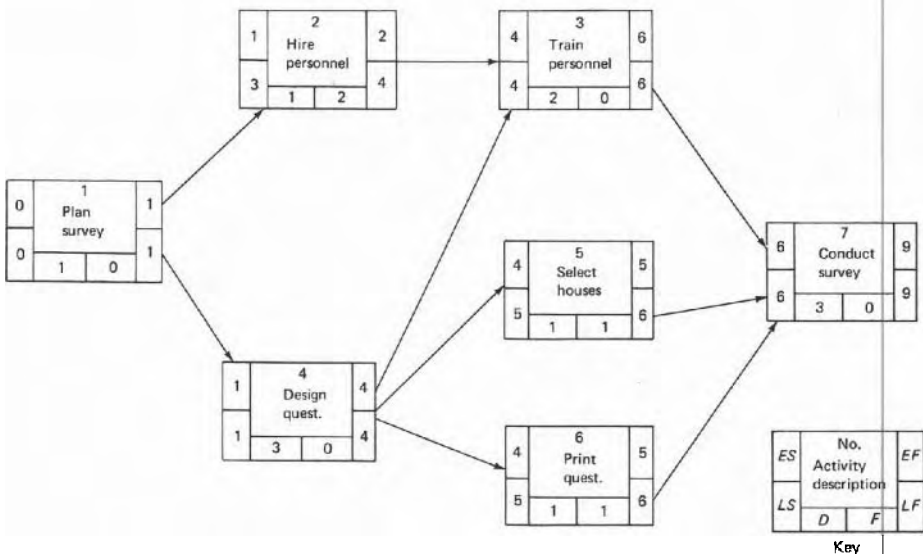 2
1 Hire 2
personnel
3 4
1 2
3
4 Train 6
personnel
4 6
2 0
1
0 Plan 1
survey
0 1
1 0
5
4 Select 5
houses
5 6
1 1
7
6 Conduct 9
survey
6 9
3 0
4
1 Design 4
quest.
1 4
3 0
6
4 Print 5
quest.
5 6
1 1
No.
ES Activity EF
description
LS LF
D F
Key